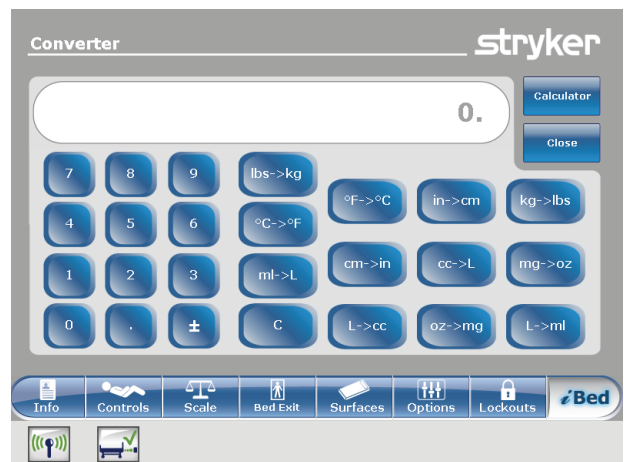 Converter
stryker
0.
Calculator
Close
7 8 9 lbs->kg
°F->°C in->cm kg->lbs
4 5 6 °C->°F
1 2 3 ml->L
cm->in cc->L mg->oz
0 . ± C L->cc oz->mg L->ml
Info Controls Scale Bed Exit Surfaces Options Lockouts iBed